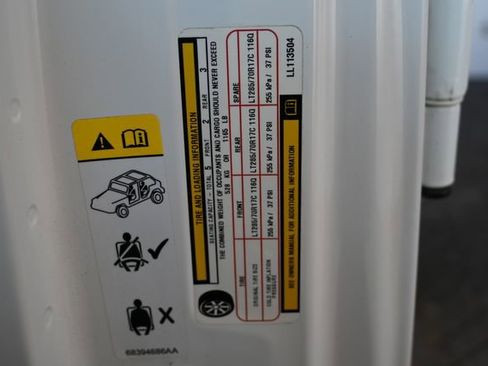 TIRE AND LOADING INFORMATION
SEATING CAPACITY - TOTAL 5 FRONT 2 REAR 3
THE COMBINED WEIGHT OF OCCUPANTS AND CARGO SHOULD NEVER EXCEED
528 KG OR 1165 LB
TIRE FRONT REAR SPARE
ORIGINAL TIRE SIZE LT285/70R17C 116Q LT285/70R17C 116Q LT285/70R17C 116Q
COLD TIRE INFLATION PRESSURE 255 kPa / 37 PSI 255 kPa / 37 PSI 255 kPa / 37 PSI
SEE OWNERS MANUAL FOR ADDITIONAL INFORMATION
LL113504
68394686AA